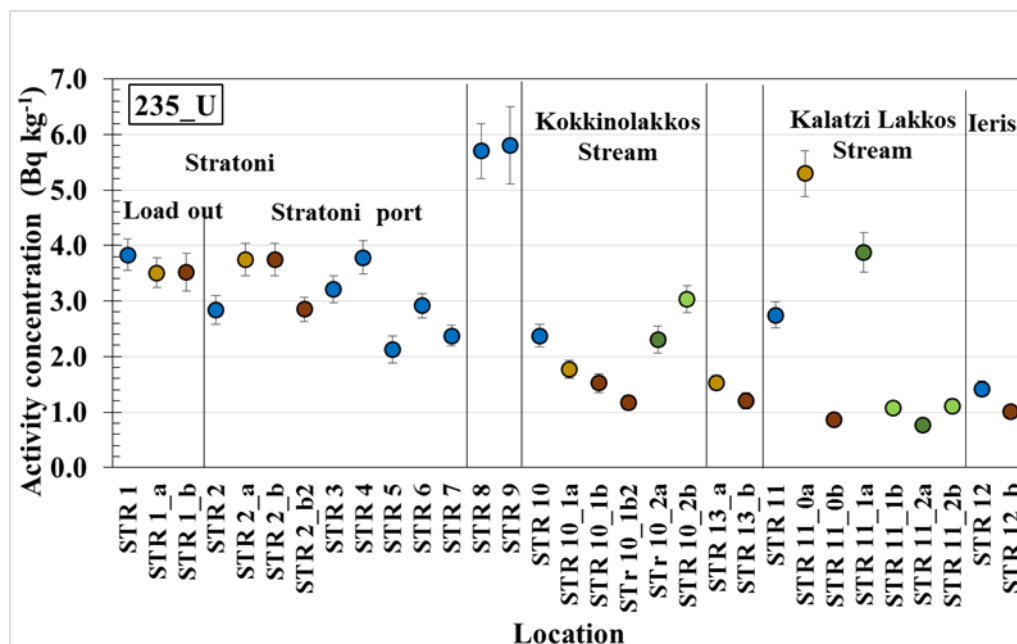 7.0
6.0
5.0
4.0
3.0
2.0
1.0
0.0
Activity concentration (Bq kg-1)
235_U
Stratoni
Load out
Stratoni port
Kokkinolakkos
Stream
Kalatzi Lakkos
Stream
Ieris
STR 1
STR 1_a
STR 1_b
STR 2
STR 2_a
STR 2_b
STR 2_b2
STR 3
STR 4
STR 5
STR 6
STR 7
STR 8
STR 9
STR 10
STR 10_1a
STR 10_1b
STr 10_1b2
STr 10_2a
STR 10_2b
STR 13_a
STR 13_b
STR 11
STR 11_0a
STR 11_0b
STR 11_1a
STR 11_1b
STR 11_2a
STR 11_2b
STR 12
STR 12_b
Location